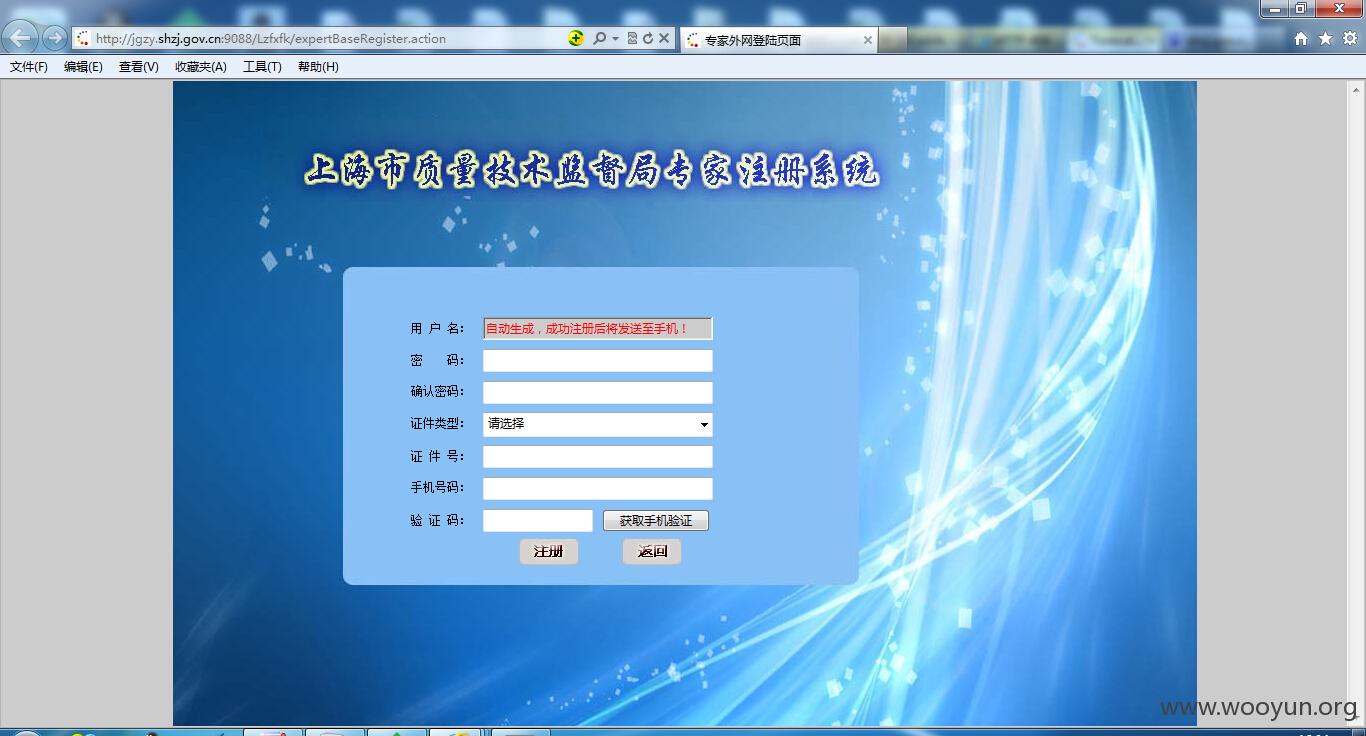 http://jgzy.shzj.gov.cn:9088/Lzfxfk/expertBaseRegister.action
专家外网登陆页面
文件(F) 编辑(E) 查看(V) 收藏夹(A) 工具(T) 帮助(H)
上海市质量技术监督局专家注册系统
用 户 名: 自动生成，成功注册后将发送至手机！
密 码:
确认密码:
证件类型: 请选择
证 件 号:
手机号码:
验 证 码: 获取手机验证
注册 返回
www.wooyun.org